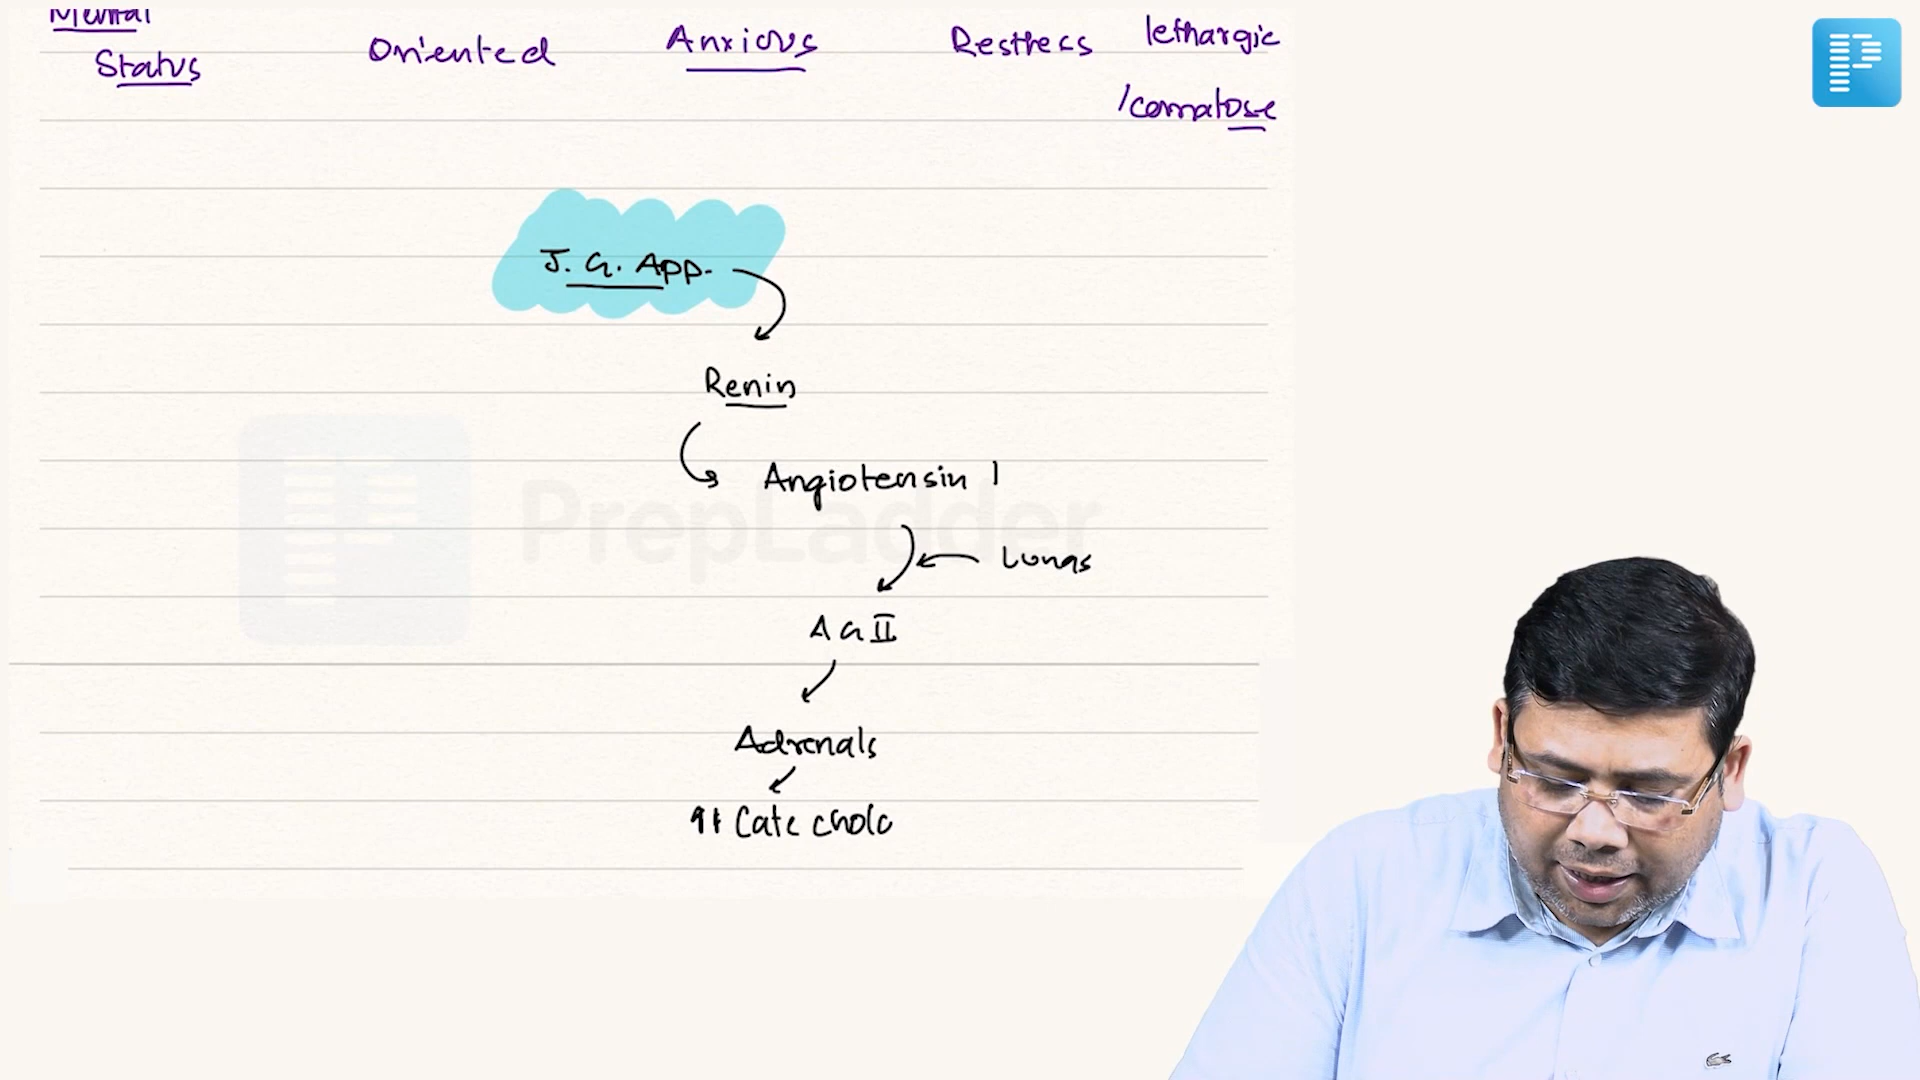 Mental
Status Oriented Anxious Restless lethargic
/comatose
J. G. App.
Renin
Angiotensin I
Lungs
AG II
Adrenals
↑↑ Catechola
PrepLadder